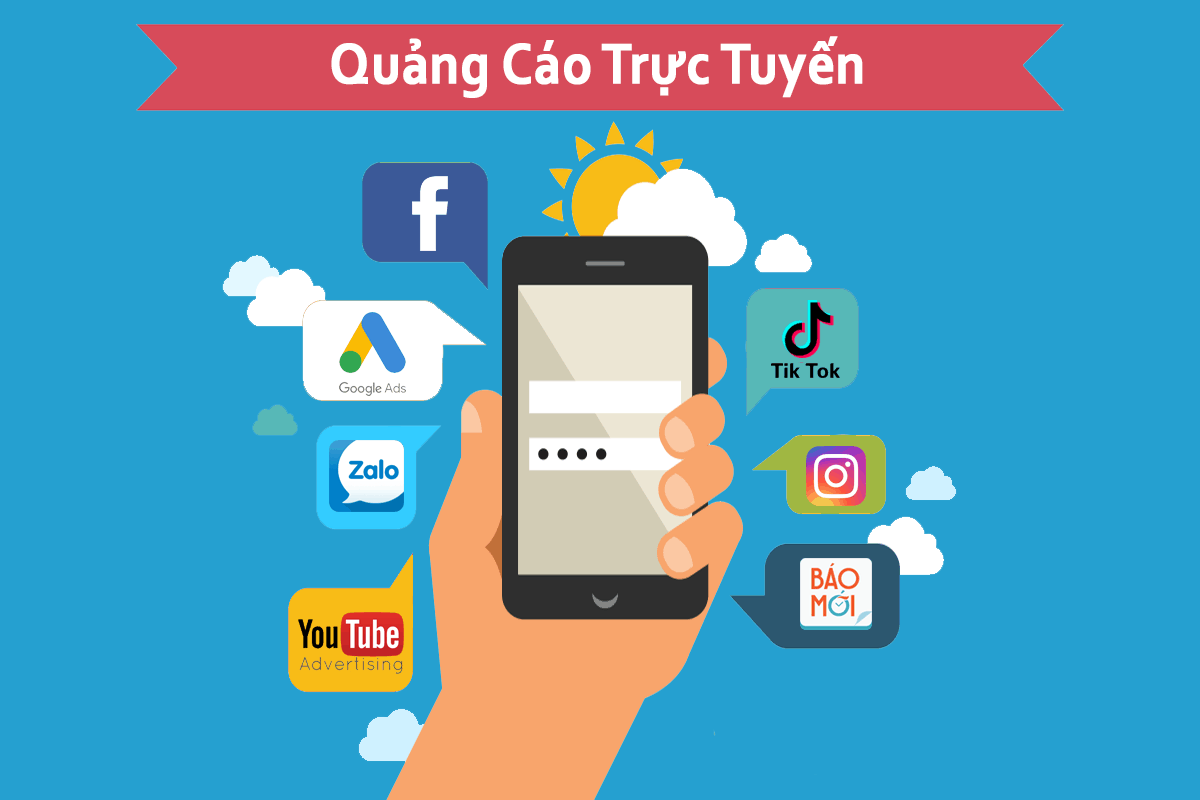 Quảng Cáo Trực Tuyến
f
Google Ads
Zalo
YouTube
Advertising
Tik Tok
BÁO
MỚI